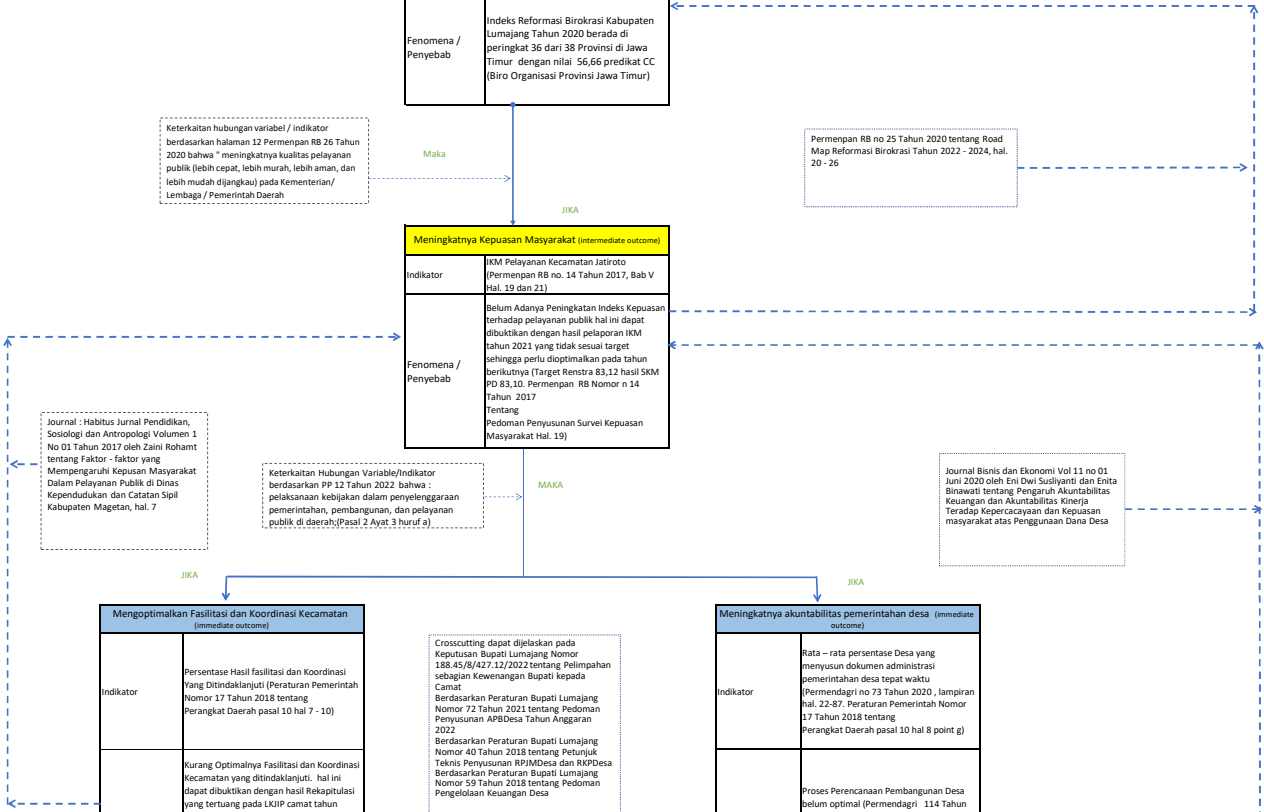 Fenomena /
Penyebab
Indeks Reformasi Birokrasi Kabupaten
Lumajang Tahun 2020 berada di
peringkat 36 dari 38 Provinsi di Jawa
Timur dengan nilai 56,66 predikat CC
(Biro Organisasi Provinsi Jawa Timur)
Keterkaitan hubungan variabel / indikator
berdasarkan halaman 12 Permenpan RB 26 Tahun
2020 bahwa " meningkatnya kualitas pelayanan
publik (lebih cepat, lebih murah, lebih aman, dan
lebih mudah dijangkau) pada Kementerian/
Lembaga / Pemerintah Daerah
Maka
Permenpan RB no 25 Tahun 2020 tentang Road
Map Reformasi Birokrasi Tahun 2022 - 2024, hal.
20 - 26
JIKA
Meningkatnya Kepuasan Masyarakat (intermediate outcome)
Indikator
IKM Pelayanan Kecamatan Jatiroto
(Permenpan RB no. 14 Tahun 2017, Bab V
Hal. 19 dan 21)
Fenomena /
Penyebab
Belum Adanya Peningkatan Indeks Kepuasan
terhadap pelayanan publik hal ini dapat
dibuktikan dengan hasil pelaporan IKM
tahun 2021 yang tidak sesuai target
sehingga perlu dioptimalkan pada tahun
berikutnya (Target Renstra 83,12 hasil SKM
PD 83,10. Permenpan RB Nomor n 14
Tahun 2017
Tentang
Pedoman Penyusunan Survei Kepuasan
Masyarakat Hal. 19)
Journal : Habitus Jurnal Pendidikan,
Sosiologi dan Antropologi Volumen 1
No 01 Tahun 2017 oleh Zaini Rohamt
tentang Faktor - faktor yang
Mempengaruhi Kepusan Masyarakat
Dalam Pelayanan Publik di Dinas
Kependudukan dan Catatan Sipil
Kabupaten Magetan, hal. 7
Keterkaitan Hubungan Variable/Indikator
berdasarkan PP 12 Tahun 2022 bahwa :
pelaksanaan kebijakan dalam penyelenggaraan
pemerintahan, pembangunan, dan pelayanan
publik di daerah;(Pasal 2 Ayat 3 huruf a)
MAKA
Journal Bisnis dan Ekonomi Vol 11 no 01
Juni 2020 oleh Eni Dwi Susliyanti dan Enita
Binawati tentang Pengaruh Akuntabilitas
Keuangan dan Akuntabilitas Kinerja
Teradap Kepercacayaan dan Kepuasan
masyarakat atas Penggunaan Dana Desa
JIKA
JIKA
Mengoptimalkan Fasilitasi dan Koordinasi Kecamatan
(immediate outcome)
Indikator
Persentase Hasil fasilitasi dan Koordinasi
Yang Ditindaklanjuti (Peraturan Pemerintah
Nomor 17 Tahun 2018 tentang
Perangkat Daerah pasal 10 hal 7 - 10)
Kurang Optimalnya Fasilitasi dan Koordinasi
Kecamatan yang ditindaklanjuti. hal ini
dapat dibuktikan dengan hasil Rekapitulasi
yang tertuang pada LKJIP camat tahun
Crosscutting dapat dijelaskan pada
Keputusan Bupati Lumajang Nomor
188.45/8/427.12/2022 tentang Pelimpahan
sebagian Kewenangan Bupati kepada
Camat
Berdasarkan Peraturan Bupati Lumajang
Nomor 72 Tahun 2021 tentang Pedoman
Penyusunan APBDesa Tahun Anggaran
2022
Berdasarkan Peraturan Bupati Lumajang
Nomor 40 Tahun 2018 tentang Petunjuk
Teknis Penyusunan RPJMDesa dan RKPDesa
Berdasarkan Peraturan Bupati Lumajang
Nomor 59 Tahun 2018 tentang Pedoman
Pengelolaan Keuangan Desa
Meningkatnya akuntabilitas pemerintahan desa (immediate
outcome)
Indikator
Rata – rata persentase Desa yang
menyusun dokumen administrasi
pemerintahan desa tepat waktu
(Permendagri no 73 Tahun 2020 , lampiran
hal. 22-87. Peraturan Pemerintah Nomor
17 Tahun 2018 tentang
Perangkat Daerah pasal 10 hal 8 point g)
Proses Perencanaan Pembangunan Desa
belum optimal (Permendagri 114 Tahun